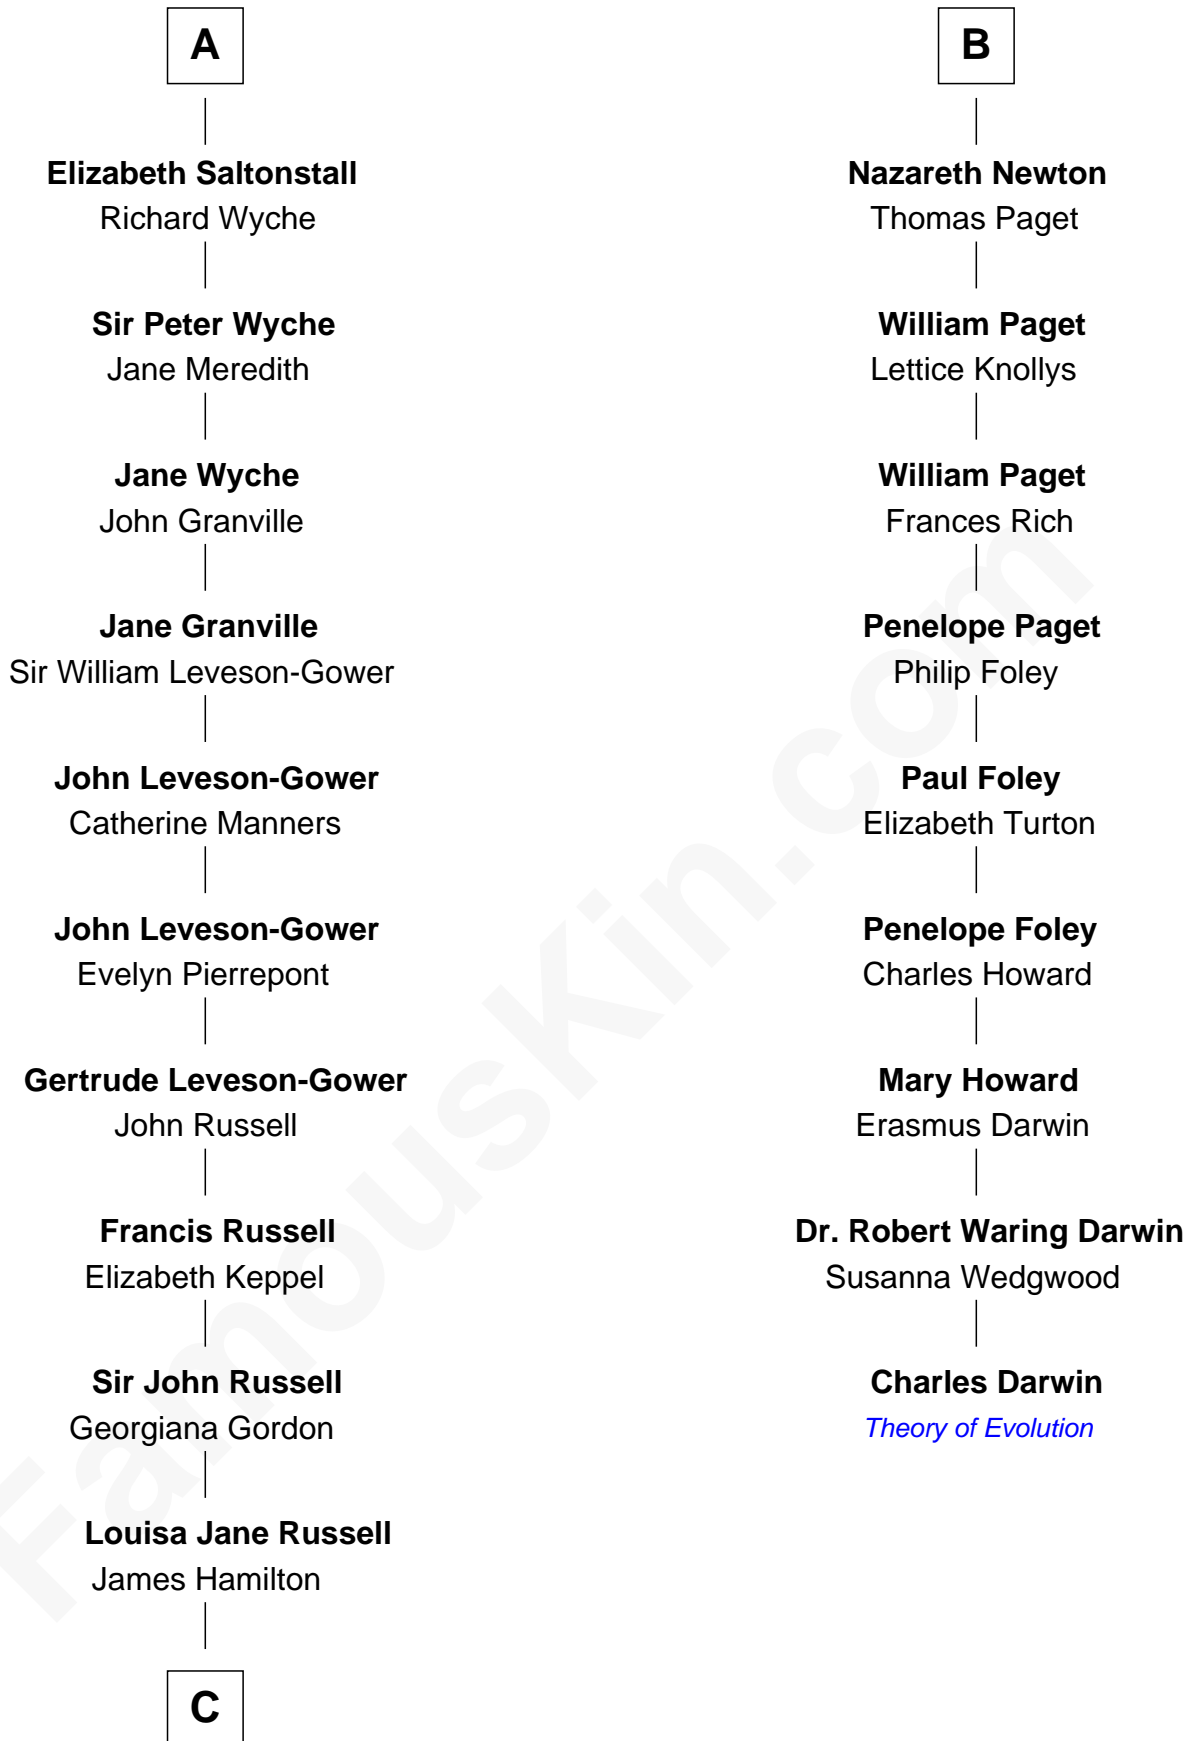 A
Elizabeth Saltonstall
Richard Wyche
Sir Peter Wyche
Jane Meredith
Jane Wyche
John Granville
Jane Granville
Sir William Leveson-Gower
John Leveson-Gower
Catherine Manners
John Leveson-Gower
Evelyn Pierrepont
Gertrude Leveson-Gower
John Russell
Francis Russell
Elizabeth Keppel
Sir John Russell
Georgiana Gordon
Louisa Jane Russell
James Hamilton
C
B
Nazareth Newton
Thomas Paget
William Paget
Lettice Knollys
William Paget
Frances Rich
Penelope Paget
Philip Foley
Paul Foley
Elizabeth Turton
Penelope Foley
Charles Howard
Mary Howard
Erasmus Darwin
Dr. Robert Waring Darwin
Susanna Wedgwood
Charles Darwin
Theory of Evolution
FamousKin.com